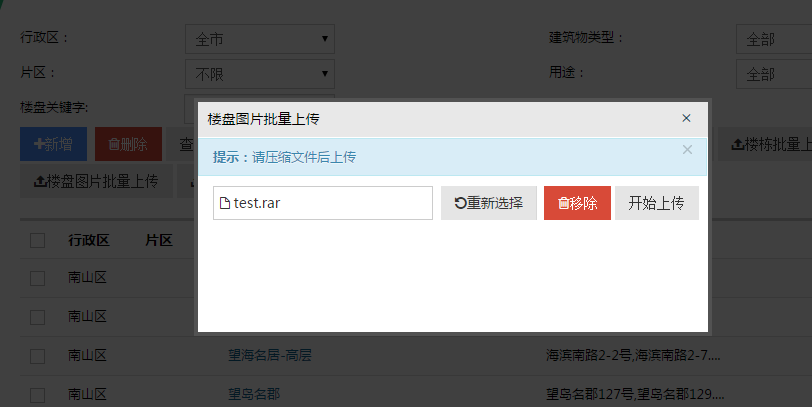 行政区： 全市 建筑物类型： 全部
片区： 不限 用途： 全部
楼盘关键字:
楼盘图片批量上传
新增 删除 查 楼栋批量上
提示：请压缩文件后上传
楼盘图片批量上传
test.rar 重新选择 移除 开始上传
行政区 片区
南山区
南山区
南山区 望海名居-高层 海滨南路2-2号,海滨南路2-7....
南山区 望岛名郡 望岛名郡127号,望岛名郡129....